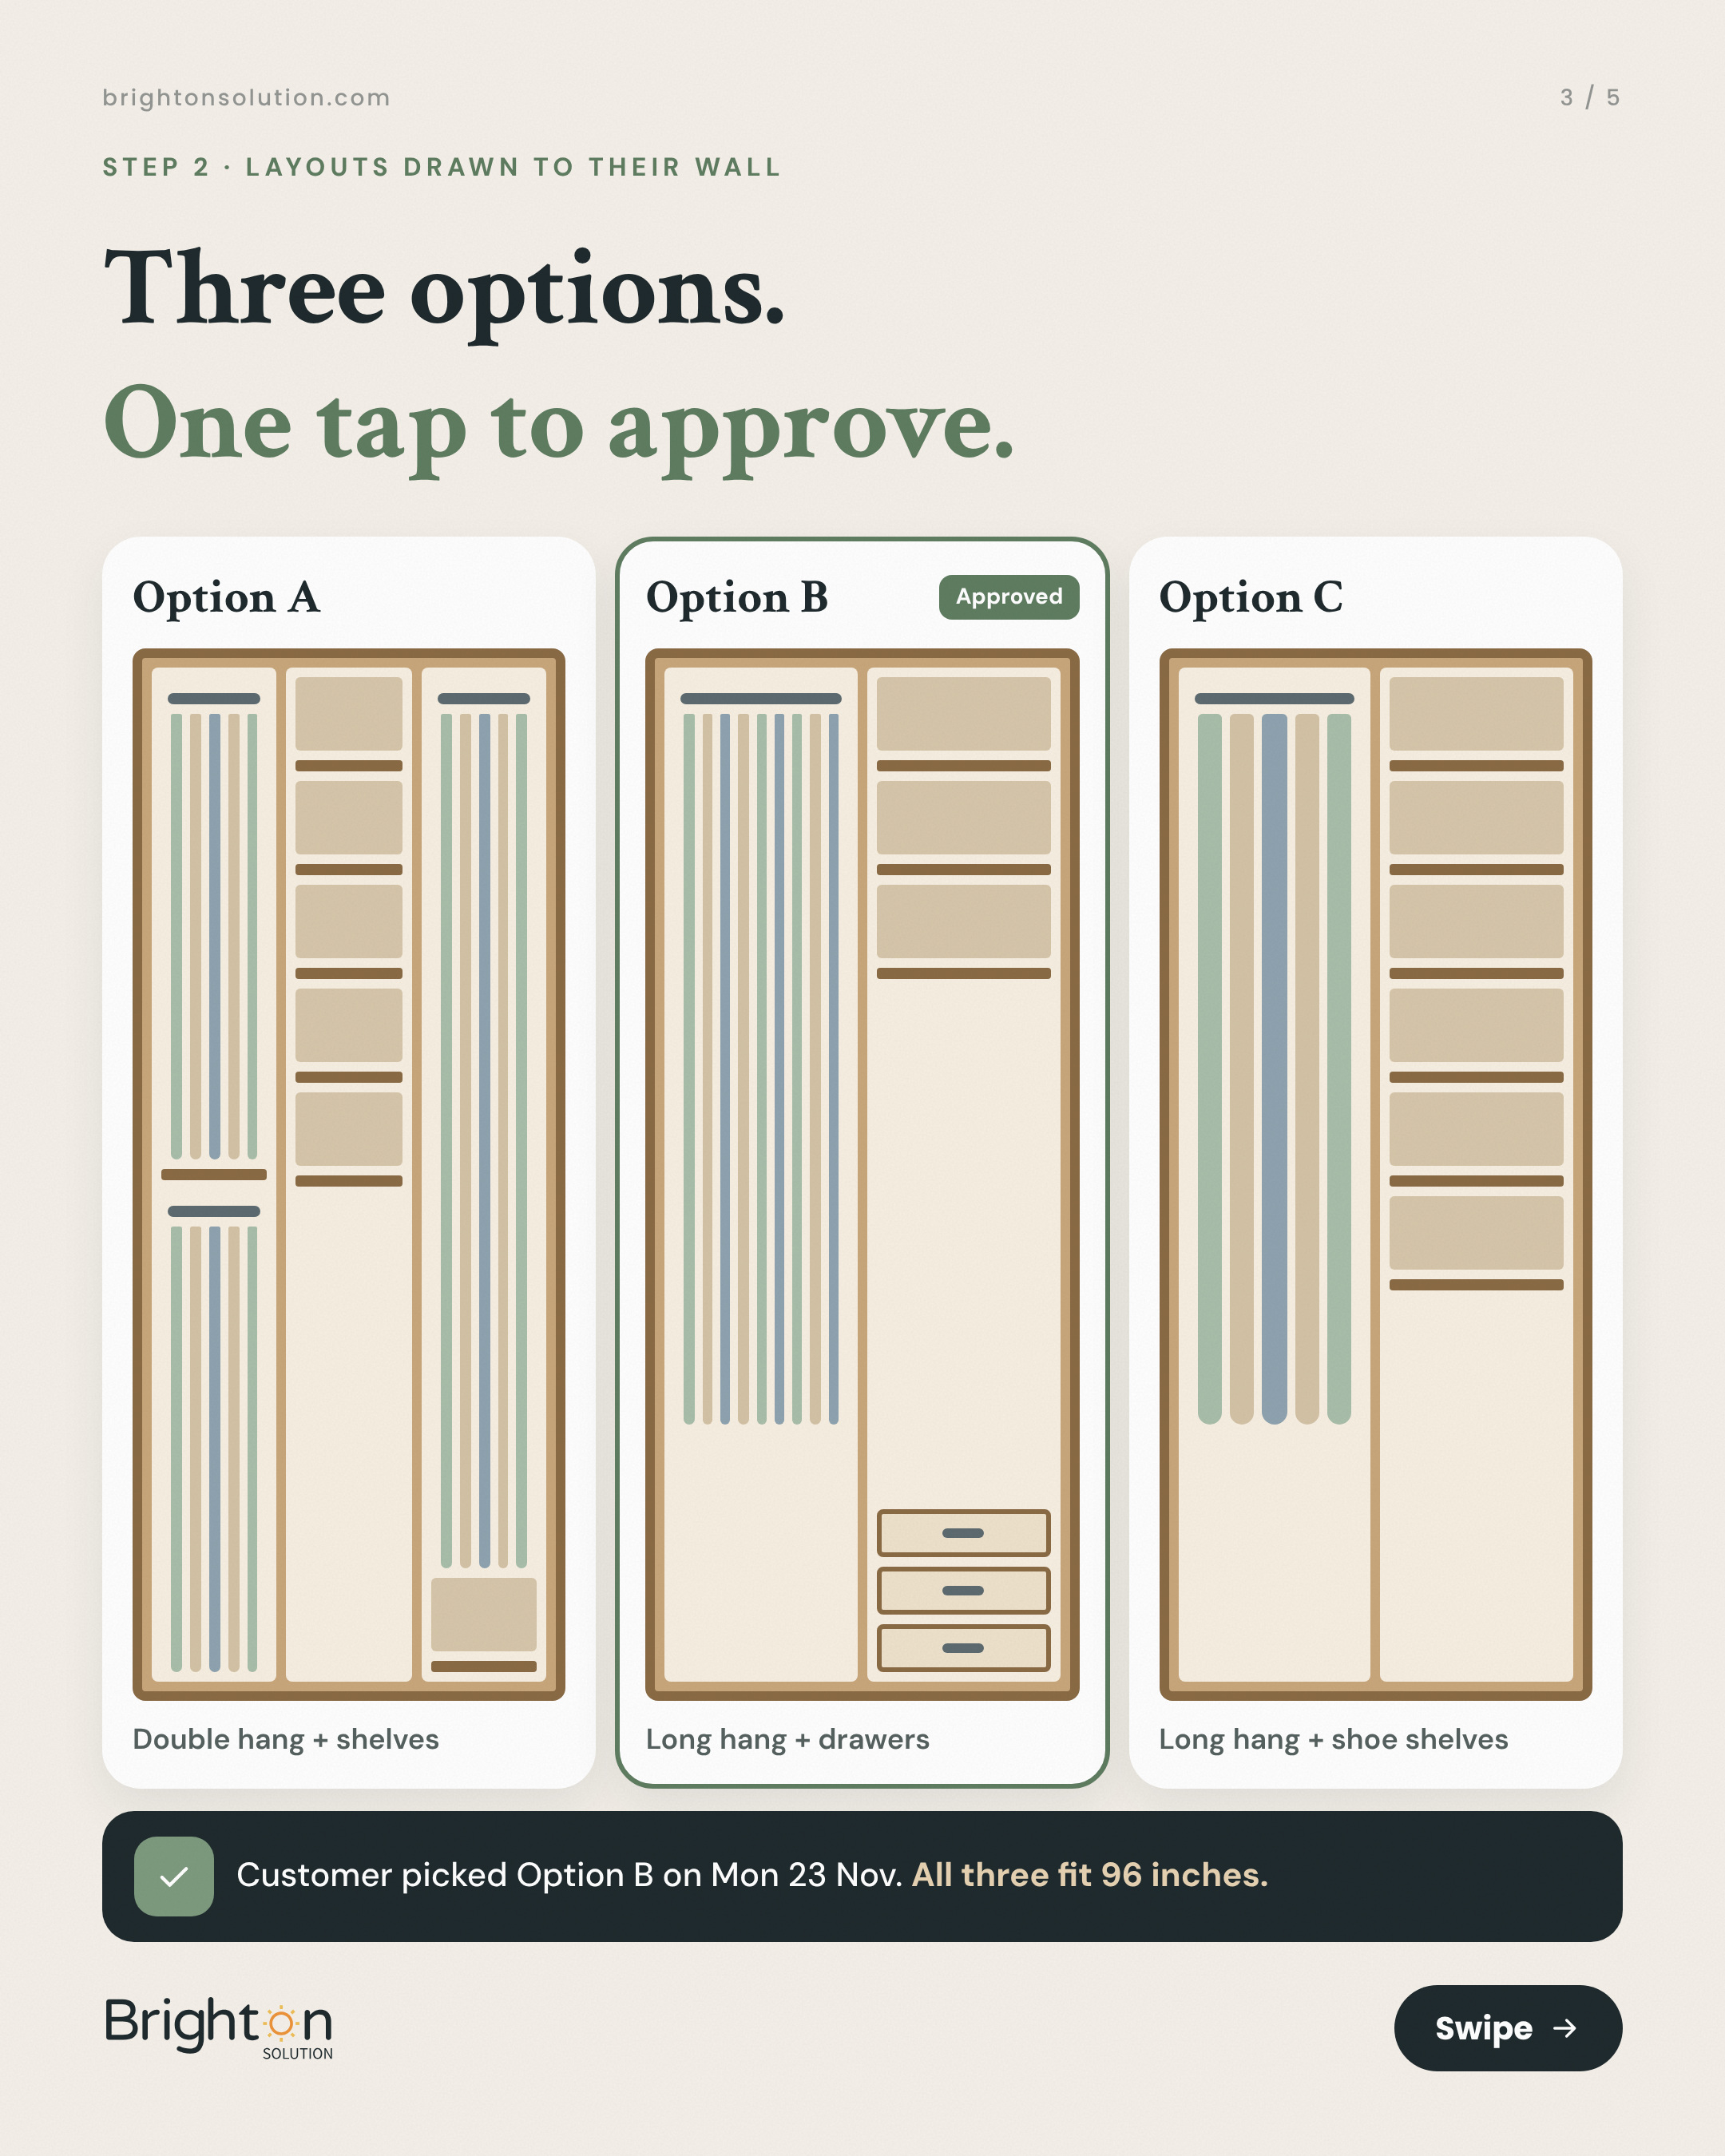 brightonsolution.com
3 / 5
STEP 2 · LAYOUTS DRAWN TO THEIR WALL
Three options.
One tap to approve.
Option A
Option B
Approved
Option C
Double hang + shelves
Long hang + drawers
Long hang + shoe shelves
Customer picked Option B on Mon 23 Nov. All three fit 96 inches.
Brighton
SOLUTION
Swipe →